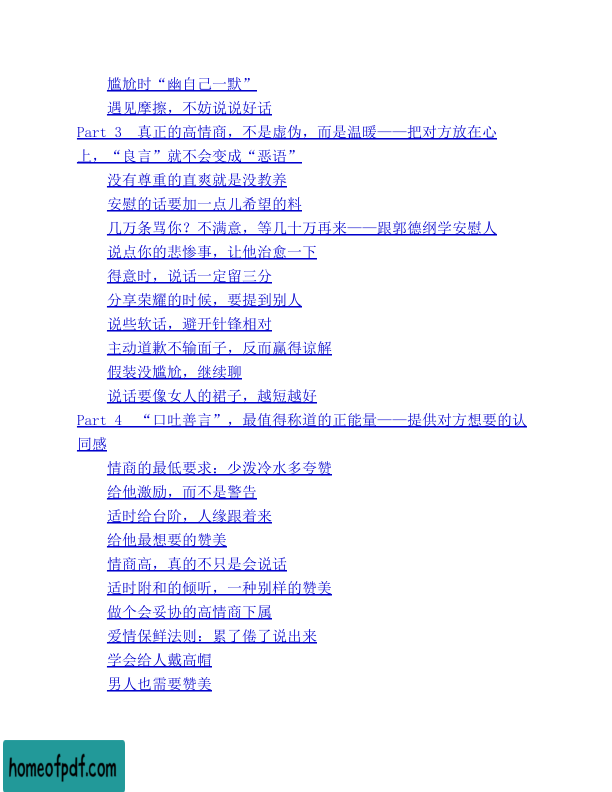 尴尬时“幽自己一默”
遇见摩擦，不妨说说好话
Part 3 真正的高情商，不是虚伪，而是温暖——把对方放在心
上，“良言”就不会变成“恶语”
没有尊重的直爽就是没教养
安慰的话要加一点儿希望的料
几万条骂你？不满意，等几十万再来——跟郭德纲学安慰人
说点你的悲惨事，让他治愈一下
得意时，说话一定留三分
分享荣耀的时候，要提到别人
说些软话，避开针锋相对
主动道歉不输面子，反而赢得谅解
假装没尴尬，继续聊
说话要像女人的裙子，越短越好
Part 4 “口吐善言”，最值得称道的正能量——提供对方想要的认
同感
情商的最低要求：少泼冷水多夸赞
给他激励，而不是警告
适时给台阶，人缘跟着来
给他最想要的赞美
情商高，真的不只是会说话
适时附和的倾听，一种别样的赞美
做个会妥协的高情商下属
爱情保鲜法则：累了倦了说出来
学会给人戴高帽
男人也需要赞美
homeofpdf.com